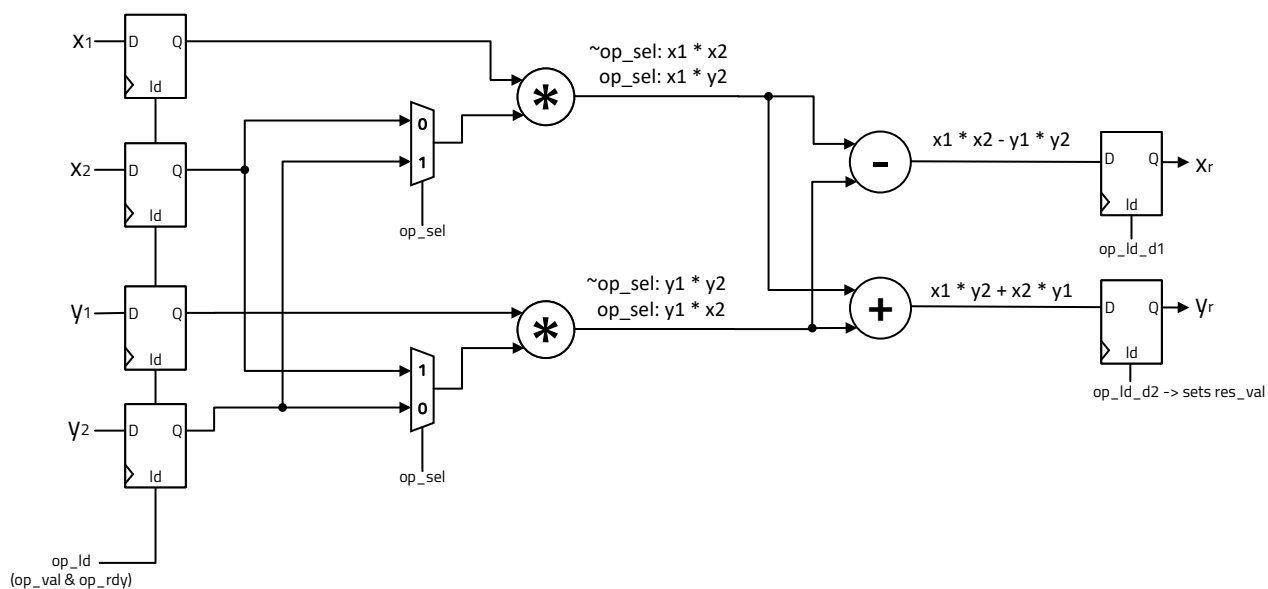 x1
D
Q
ld
x2
D
Q
ld
y1
D
Q
ld
y2
D
Q
ld
op_ld
(op_val & op_rdy)
0
1
op_sel
1
0
op_sel
*
~op_sel: x1 * x2
op_sel: x1 * y2
*
~op_sel: y1 * y2
op_sel: y1 * x2
-
x1 * x2 - y1 * y2
+
x1 * y2 + x2 * y1
D
Q
ld
xr
op_ld_d1
D
Q
ld
yr
op_ld_d2 -> sets res_val